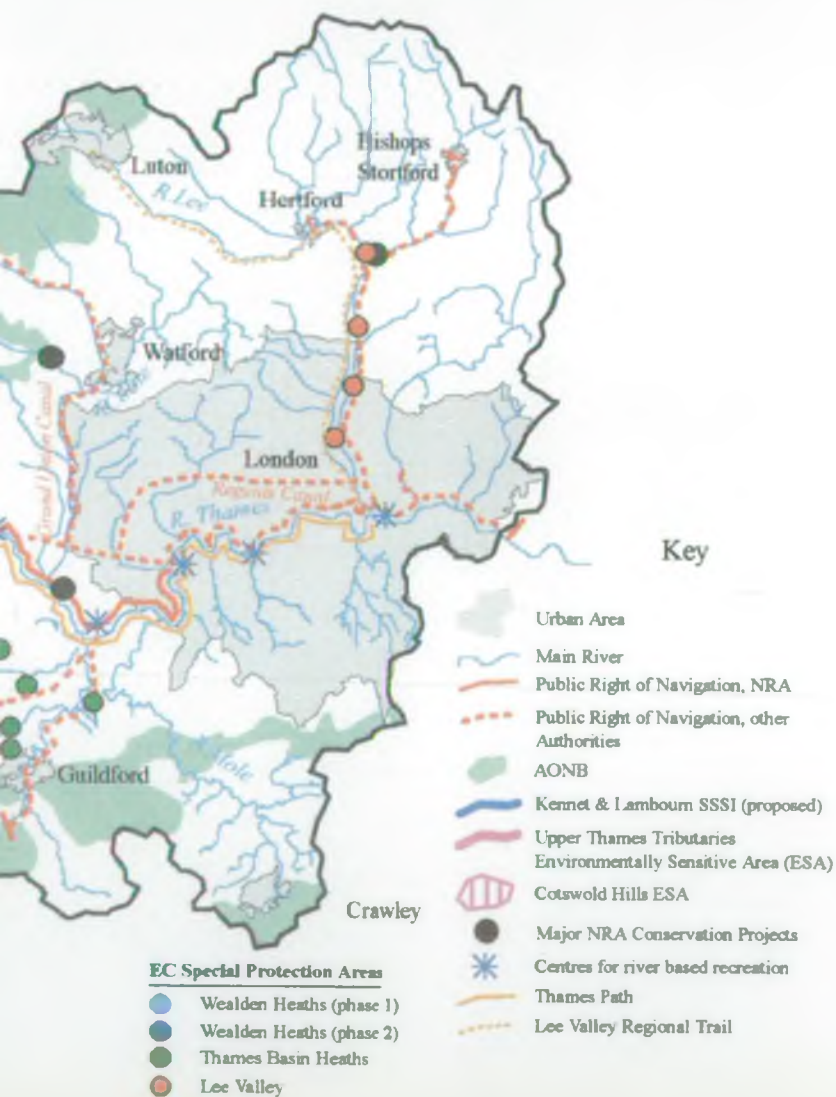 Bishops
Stortford
Luton
R Lee
Hertford
Watford
Grand Union Canal
London
Regents Canal
R. Thames
R Mole
Guildford
Crawley
Key
Urban Area
Main River
Public Right of Navigation, NRA
Public Right of Navigation, other
Authorities
AONB
Kennet & Lambourn SSSI (proposed)
Upper Thames Tributaries
Environmentally Sensitive Area (ESA)
Cotswold Hills ESA
Major NRA Conservation Projects
Centres for river based recreation
Thames Path
Lee Valley Regional Trail
EC Special Protection Areas
Wealden Heaths (phase 1)
Wealden Heaths (phase 2)
Thames Basin Heaths
Lee Valley